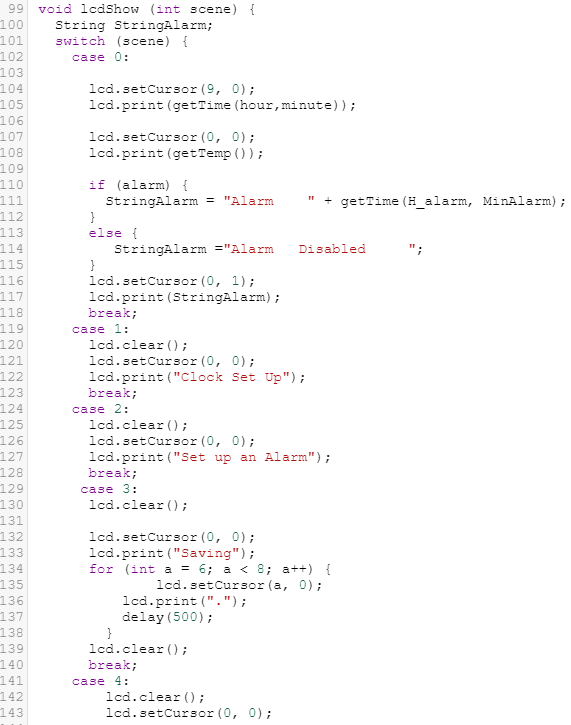 99 void lcdShow (int scene) {
100 String StringAlarm;
101 switch (scene) {
102 case 0:
103
104 lcd.setCursor(9, 0);
105 lcd.print(getTime(hour,minute));
106
107 lcd.setCursor(0, 0);
108 lcd.print(getTemp());
109
110 if (alarm) {
111 StringAlarm = "Alarm    " + getTime(H_alarm, MinAlarm);
112 }
113 else {
114 StringAlarm ="Alarm   Disabled     ";
115 }
116 lcd.setCursor(0, 1);
117 lcd.print(StringAlarm);
118 break;
119 case 1:
120 lcd.clear();
121 lcd.setCursor(0, 0);
122 lcd.print("Clock Set Up");
123 break;
124 case 2:
125 lcd.clear();
126 lcd.setCursor(0, 0);
127 lcd.print("Set up an Alarm");
128 break;
129 case 3:
130 lcd.clear();
131
132 lcd.setCursor(0, 0);
133 lcd.print("Saving");
134 for (int a = 6; a < 8; a++) {
135 lcd.setCursor(a, 0);
136 lcd.print(".");
137 delay(500);
138 }
139 lcd.clear();
140 break;
141 case 4:
142 lcd.clear();
143 lcd.setCursor(0, 0);